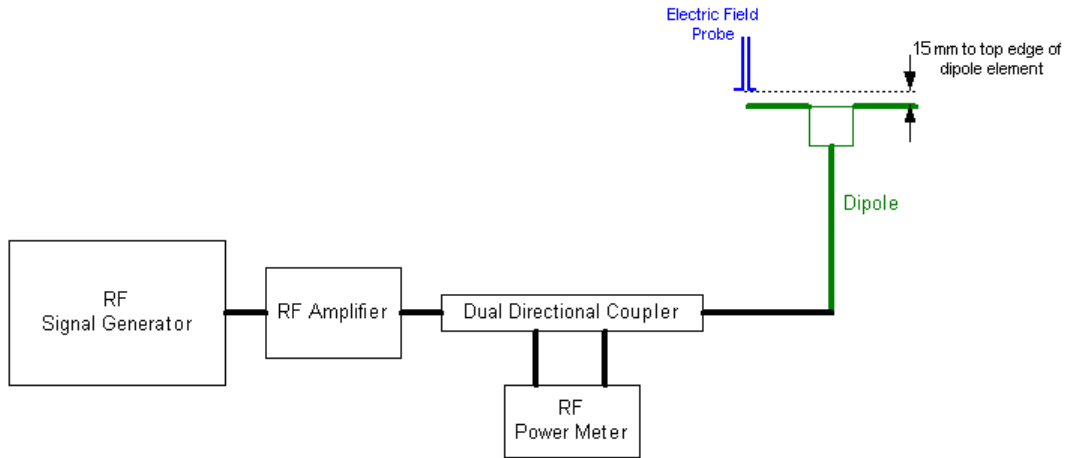 Electric Field
Probe
15 mm to top edge of
dipole element
Dipole
RF
Signal Generator
RF Amplifier
Dual Directional Coupler
RF
Power Meter